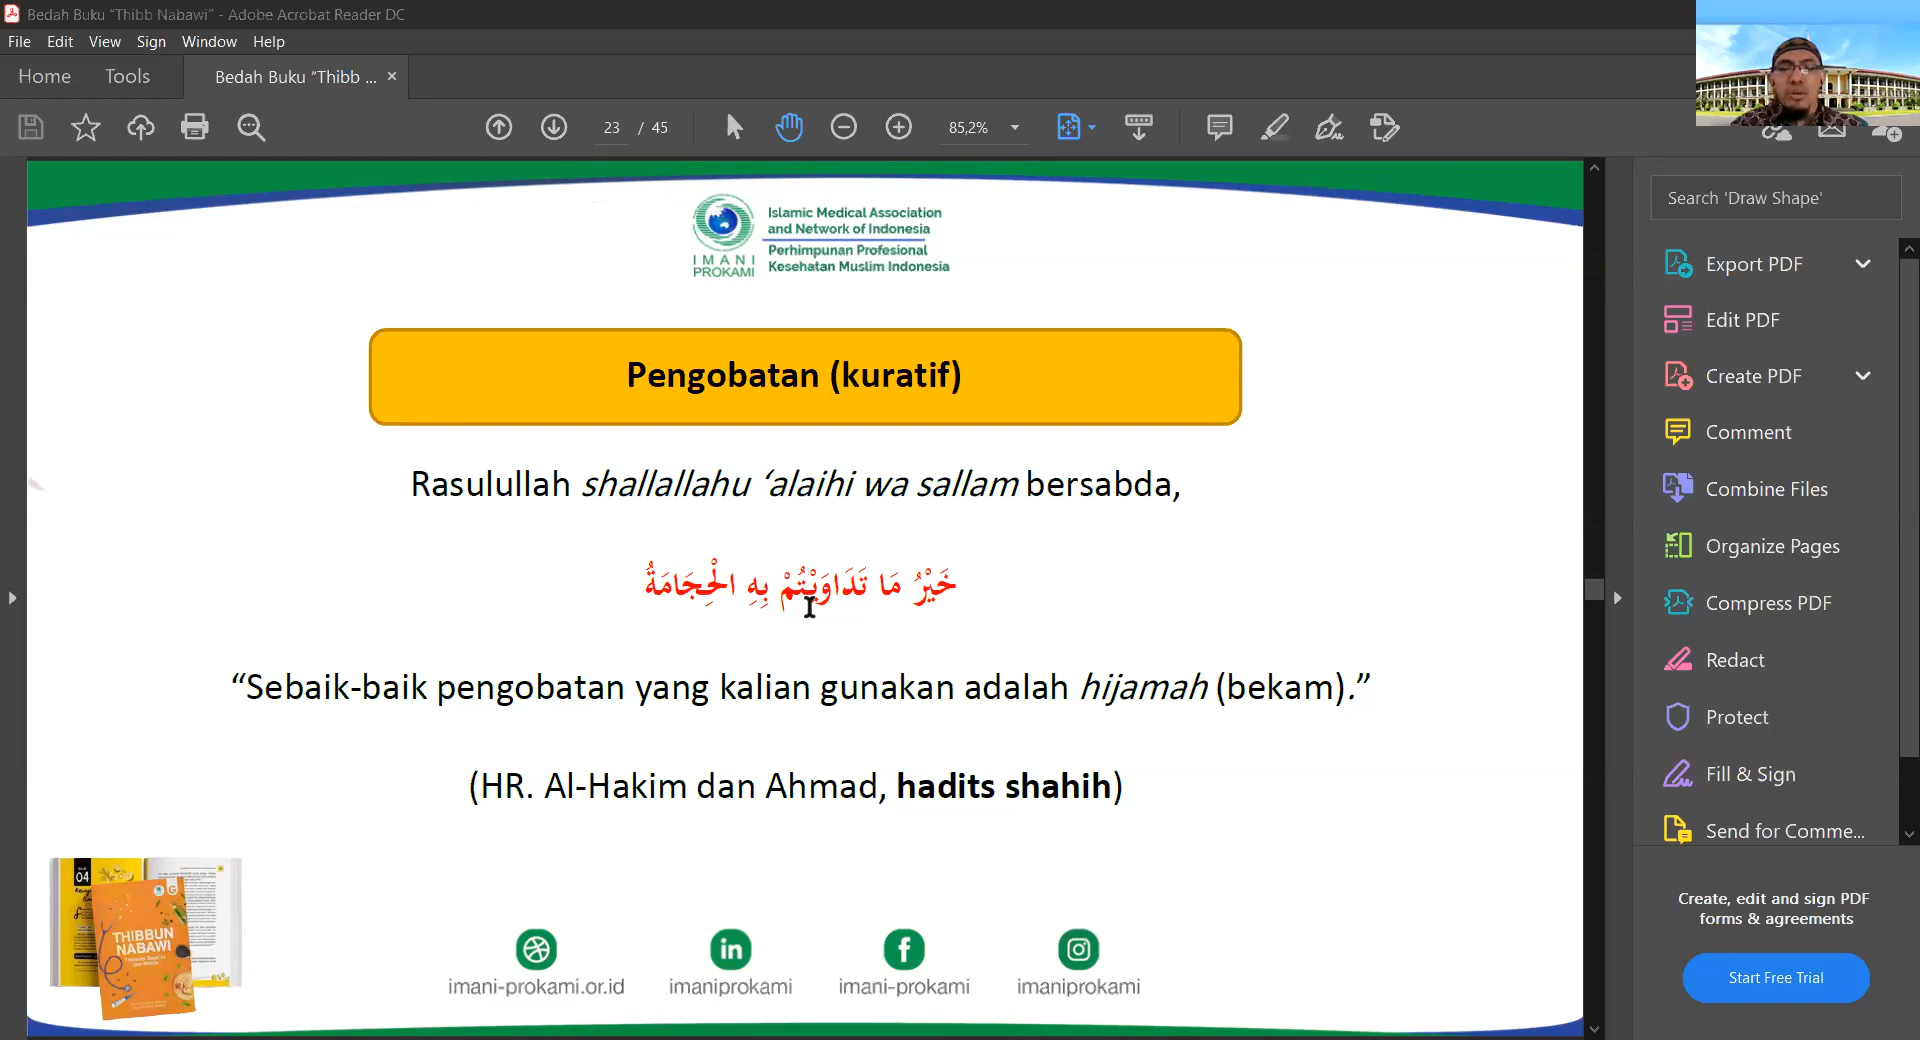 Bedah Buku “Thibb Nabawi” - Adobe Acrobat Reader DC
File Edit View Sign Window Help
Home Tools Bedah Buku “Thibb ... ×
23 / 45 85,2%
Search 'Draw Shape'
Islamic Medical Association
and Network of Indonesia
Perhimpunan Profesional
Kesehatan Muslim Indonesia
IMANI
PROKAMI
Export PDF
Edit PDF
Create PDF
Comment
Combine Files
Organize Pages
Compress PDF
Redact
Protect
Fill & Sign
Send for Comme...
Create, edit and sign PDF
forms & agreements
Start Free Trial
Pengobatan (kuratif)
Rasulullah shallallahu ‘alaihi wa sallam bersabda,
خَيْرُ مَا تَدَاوَيْتُمْ بِهِ الْحِجَامَةُ
“Sebaik-baik pengobatan yang kalian gunakan adalah hijamah (bekam).”
(HR. Al-Hakim dan Ahmad, hadits shahih)
04
THIBBUN
NABAWI
imani-prokami.or.id imaniprokami imani-prokami imaniprokami